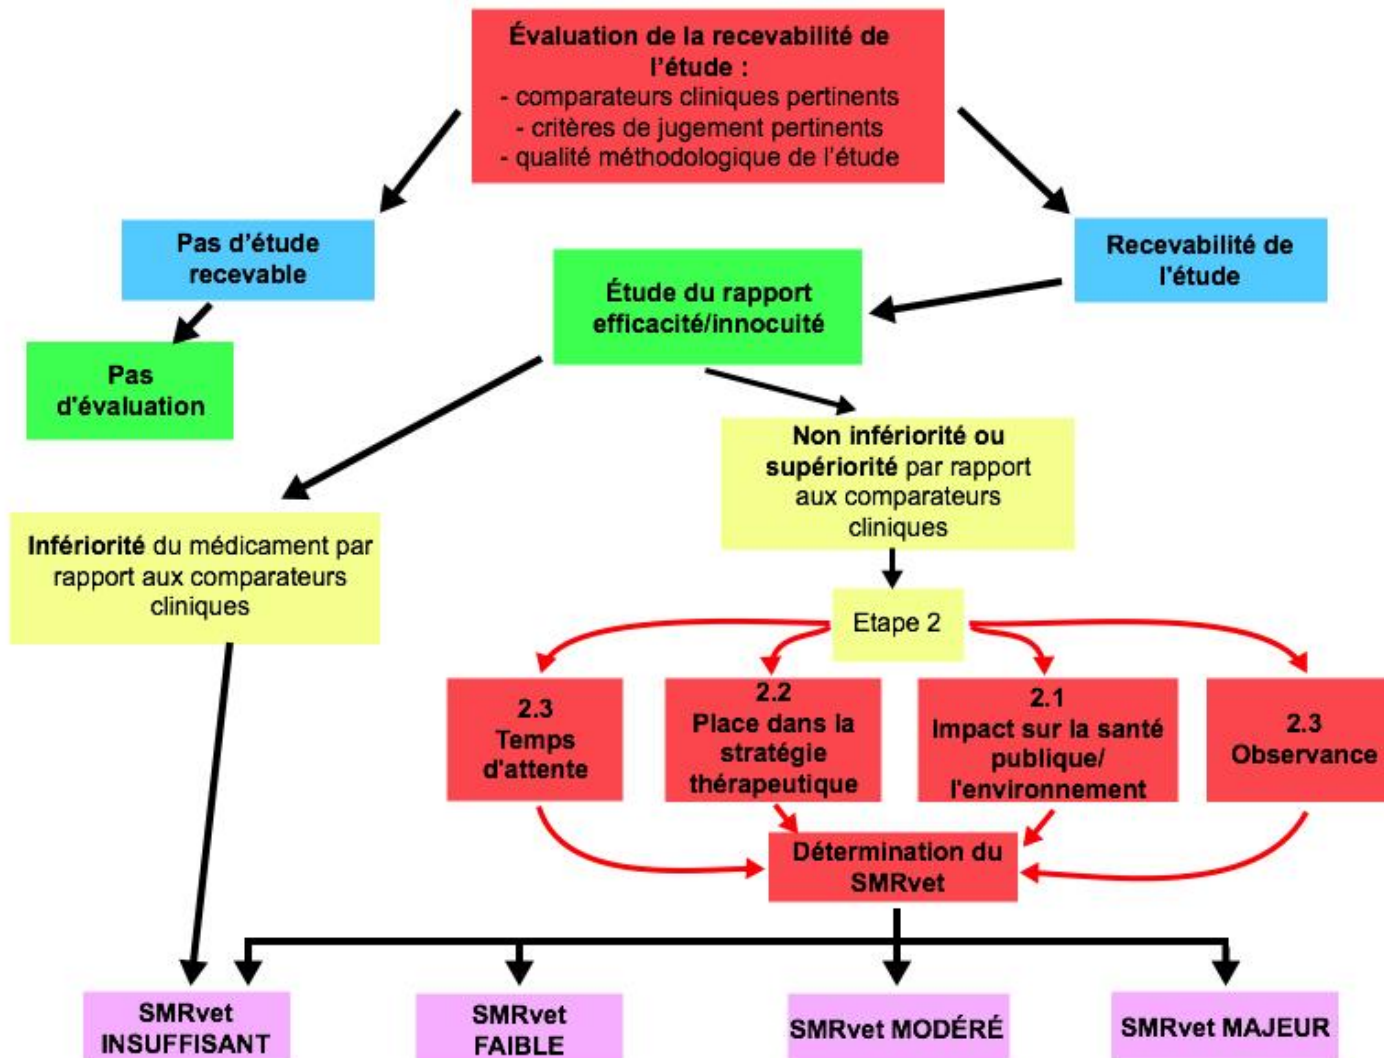 Évaluation de la recevabilité de
l'étude :
- comparateurs cliniques pertinents
- critères de jugement pertinents
- qualité méthodologique de l'étude
Pas d'étude
recevable
Recevabilité de
l'étude
Étude du rapport
efficacité/innocuité
Pas
d'évaluation
Non infériorité ou
supériorité par rapport
aux comparateurs
cliniques
Infériorité du médicament par
rapport aux comparateurs
cliniques
Etape 2
2.3
Temps
d'attente
2.2
Place dans la
stratégie
thérapeutique
2.1
Impact sur la santé
publique/
l'environnement
2.3
Observance
Détermination du
SMRvet
SMRvet
INSUFFISANT
SMRvet
FAIBLE
SMRvet MODÉRÉ
SMRvet MAJEUR